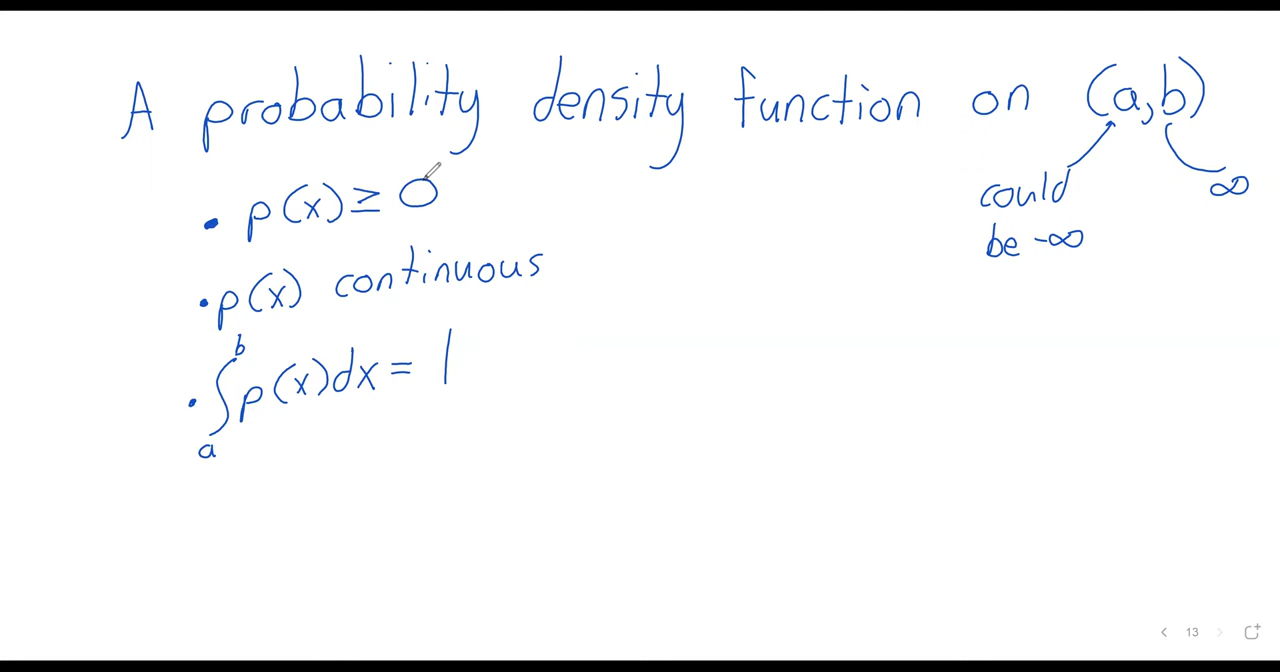 A probability density function on (a,b)
• p(x) ≥ 0
could
be -∞
∞
• p(x) continuous
• ∫_a^b p(x)dx = 1
< 13 >